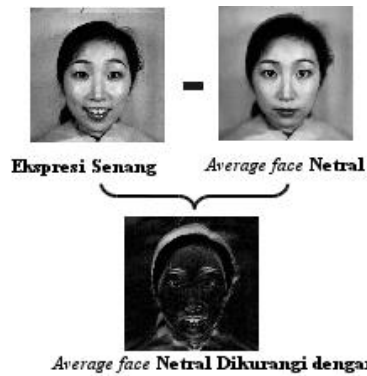 Ekspresi Senang
Average face Netral
Average face Netral Dikurangi dengan